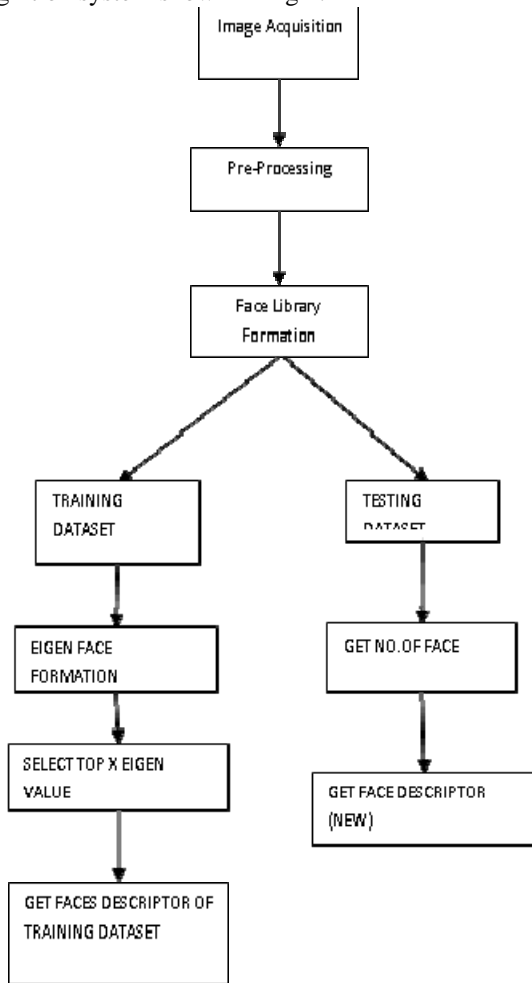 Image Acquisition
Pre-Processing
Face Library
Formation
TRAINING
DATASET
TESTING
DATASET
EIGEN FACE
FORMATION
GET NO.OF FACE
SELECT TOP X EIGEN
VALUE
GET FACE DESCRIPTOR
(NEW)
GET FACES DESCRIPTOR OF
TRAINING DATASET